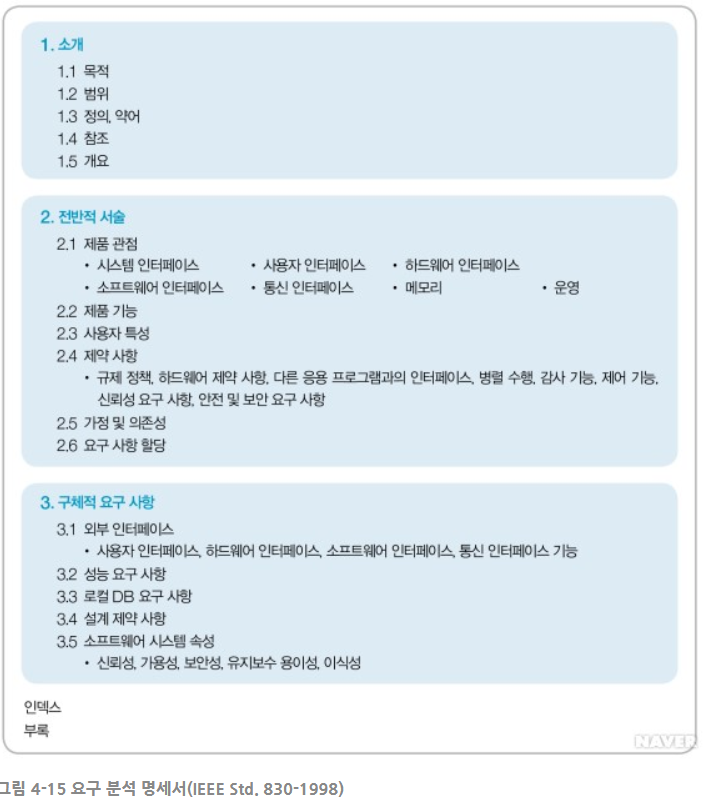 1. 소개
1.1 목적
1.2 범위
1.3 정의, 약어
1.4 참조
1.5 개요
2. 전반적 서술
2.1 제품 관점
• 시스템 인터페이스 • 사용자 인터페이스 • 하드웨어 인터페이스
• 소프트웨어 인터페이스 • 통신 인터페이스 • 메모리 • 운영
2.2 제품 기능
2.3 사용자 특성
2.4 제약 사항
• 규제 정책, 하드웨어 제약 사항, 다른 응용 프로그램과의 인터페이스, 병렬 수행, 감사 기능, 제어 기능,
신뢰성 요구 사항, 안전 및 보안 요구 사항
2.5 가정 및 의존성
2.6 요구 사항 할당
3. 구체적 요구 사항
3.1 외부 인터페이스
• 사용자 인터페이스, 하드웨어 인터페이스, 소프트웨어 인터페이스, 통신 인터페이스 기능
3.2 성능 요구 사항
3.3 로컬 DB 요구 사항
3.4 설계 제약 사항
3.5 소프트웨어 시스템 속성
• 신뢰성, 가용성, 보안성, 유지보수 용이성, 이식성
인덱스
부록
NAVER
그림 4-15 요구 분석 명세서(IEEE Std. 830-1998)